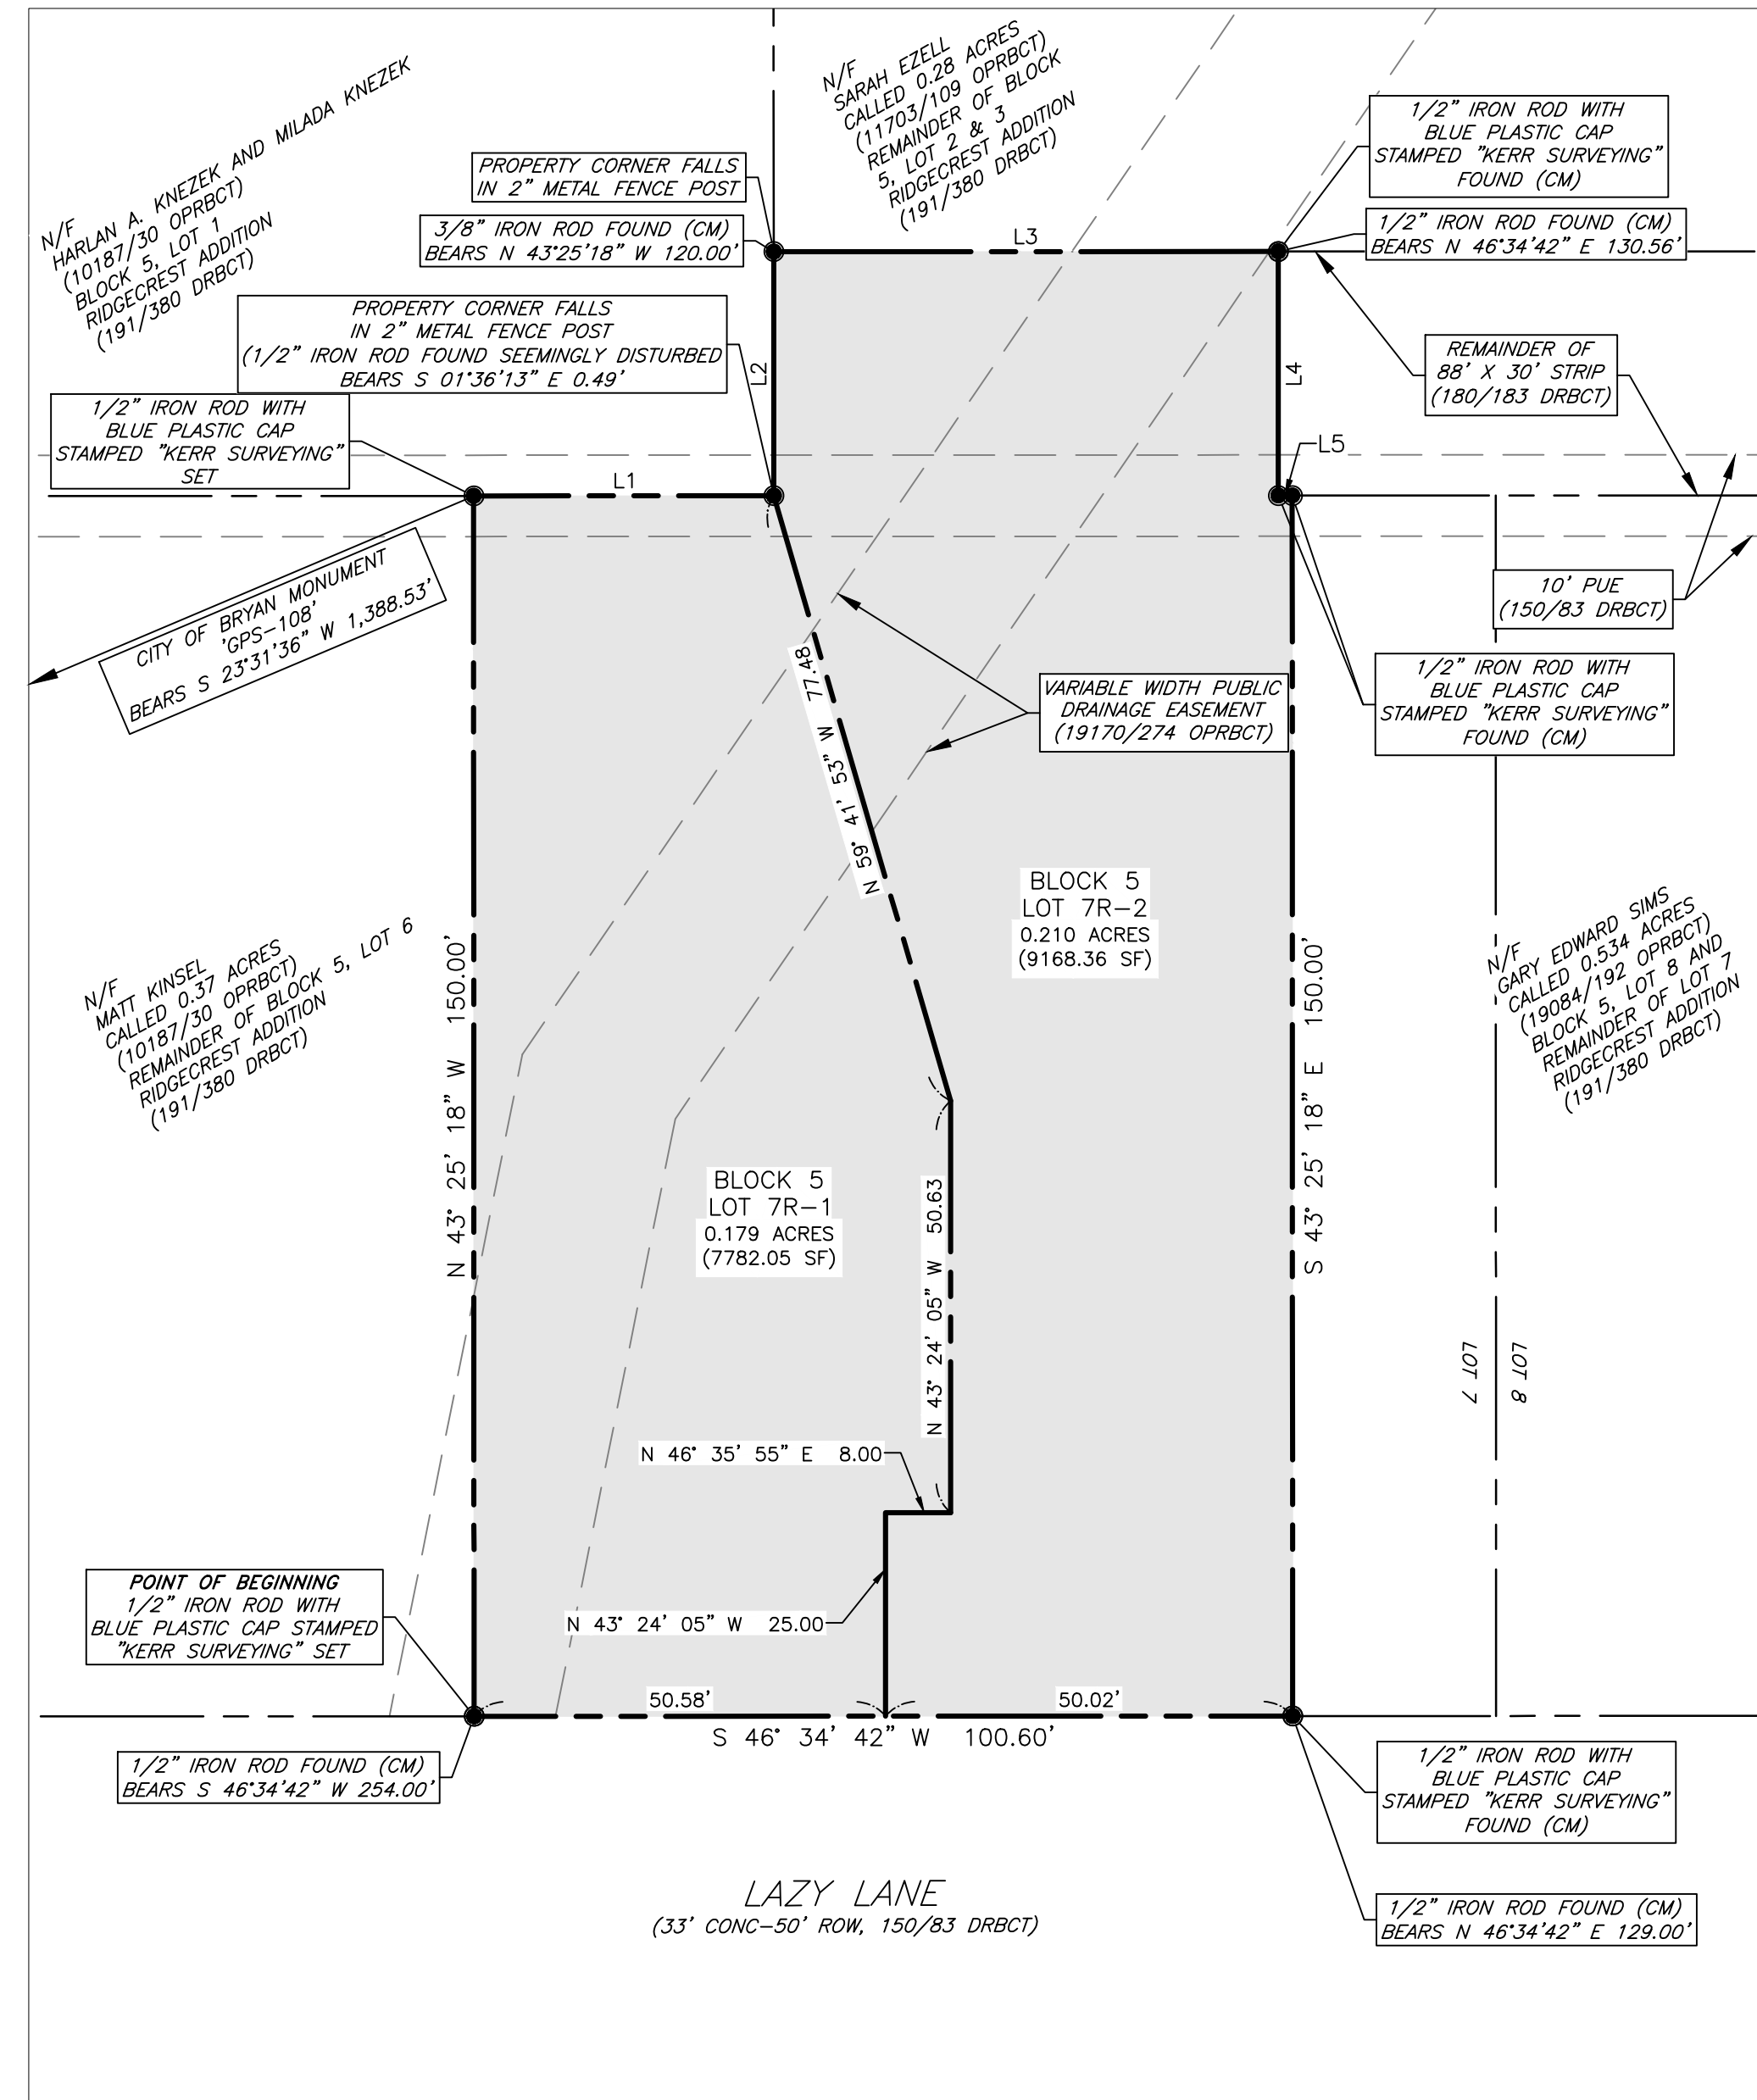 N/F
HARLAN A. KNEZEK AND MILADA KNEZEK
(10187/30 OPRBCT)
BLOCK 5, LOT 1
RIDGECREST ADDITION
(191/380 DRBCT)
N/F
SARAH EZELL
CALLED 0.28 ACRES
(11703/109 OPRBCT)
REMAINDER OF BLOCK
5, LOT 2 & 3
RIDGECREST ADDITION
(191/380 DRBCT)
1/2" IRON ROD WITH
BLUE PLASTIC CAP
STAMPED "KERR SURVEYING"
FOUND (CM)
PROPERTY CORNER FALLS
IN 2" METAL FENCE POST
3/8" IRON ROD FOUND (CM)
BEARS N 43°25'18" W 120.00'
L3
1/2" IRON ROD FOUND (CM)
BEARS N 46°34'42" E 130.56'
PROPERTY CORNER FALLS
IN 2" METAL FENCE POST
(1/2" IRON ROD FOUND SEEMINGLY DISTURBED
BEARS S 01°36'13" E 0.49'
L2
L4
REMAINDER OF
88' X 30' STRIP
(180/183 DRBCT)
1/2" IRON ROD WITH
BLUE PLASTIC CAP
STAMPED "KERR SURVEYING"
SET
L5
L1
CITY OF BRYAN MONUMENT
'GPS-108'
BEARS S 23°31'36" W 1,388.53'
10' PUE
(150/83 DRBCT)
1/2" IRON ROD WITH
BLUE PLASTIC CAP
STAMPED "KERR SURVEYING"
FOUND (CM)
VARIABLE WIDTH PUBLIC
DRAINAGE EASEMENT
(19170/274 OPRBCT)
N 59° 41' 53" W 77.48
BLOCK 5
LOT 7R-2
0.210 ACRES
(9168.36 SF)
N/F
MATT KINSEL
CALLED 0.37 ACRES
(10187/30 OPRBCT)
REMAINDER OF BLOCK 5, LOT 6
RIDGECREST ADDITION
(191/380 DRBCT)
N 43° 25' 18" W 150.00'
S 43° 25' 18" E 150.00'
N/F
GARY EDWARD SIMS
CALLED 0.534 ACRES
(19084/192 OPRBCT)
BLOCK 5, LOT 8 AND
REMAINDER OF LOT 7
RIDGECREST ADDITION
(191/380 DRBCT)
BLOCK 5
LOT 7R-1
0.179 ACRES
(7782.05 SF)
N 43° 24' 05" W 50.63
LOT 7
LOT 8
N 46° 35' 55" E 8.00
POINT OF BEGINNING
1/2" IRON ROD WITH
BLUE PLASTIC CAP STAMPED
"KERR SURVEYING" SET
N 43° 24' 05" W 25.00
50.58'
50.02'
S 46° 34' 42" W 100.60'
1/2" IRON ROD FOUND (CM)
BEARS S 46°34'42" W 254.00'
1/2" IRON ROD WITH
BLUE PLASTIC CAP
STAMPED "KERR SURVEYING"
FOUND (CM)
LAZY LANE
(33' CONC-50' ROW, 150/83 DRBCT)
1/2" IRON ROD FOUND (CM)
BEARS N 46°34'42" E 129.00'